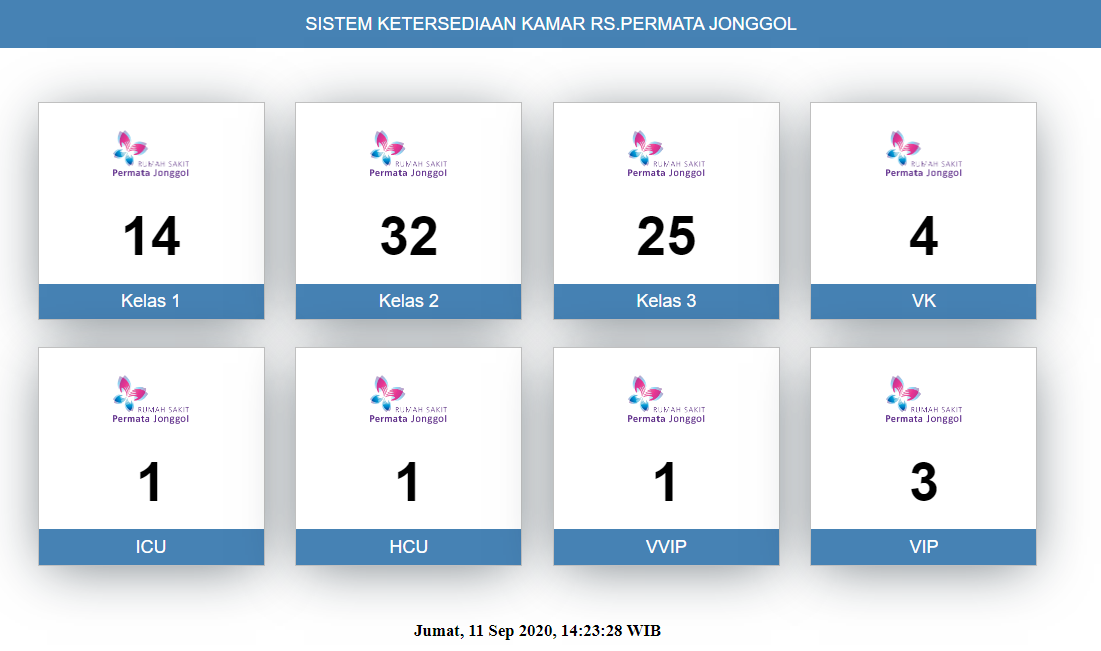 SISTEM KETERSEDIAAN KAMAR RS.PERMATA JONGGOL
RUMAH SAKIT
Permata Jonggol
14
Kelas 1
RUMAH SAKIT
Permata Jonggol
32
Kelas 2
RUMAH SAKIT
Permata Jonggol
25
Kelas 3
RUMAH SAKIT
Permata Jonggol
4
VK
RUMAH SAKIT
Permata Jonggol
1
ICU
RUMAH SAKIT
Permata Jonggol
1
HCU
RUMAH SAKIT
Permata Jonggol
1
VVIP
RUMAH SAKIT
Permata Jonggol
3
VIP
Jumat, 11 Sep 2020, 14:23:28 WIB